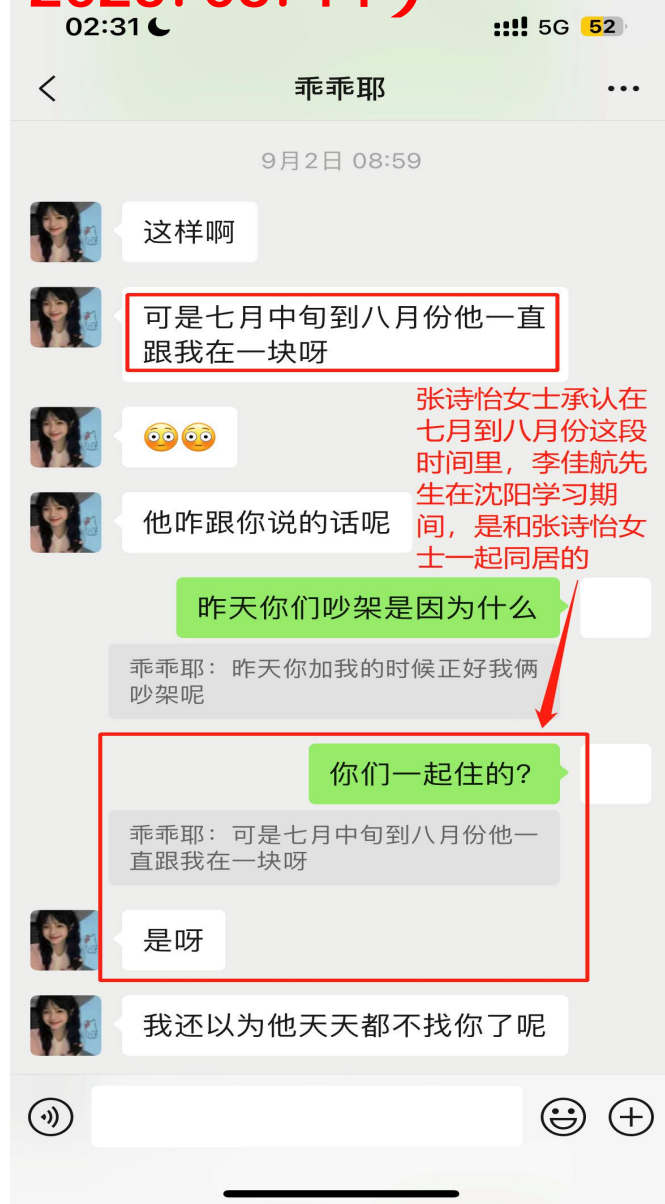 02:31
5G 52
乖乖耶
9月2日 08:59
这样啊
可是七月中旬到八月份他一直
跟我在一块呀
他咋跟你说的话呢
张诗怡女士承认在
七月到八月份这段
时间里，李佳航先
生在沈阳学习期
间，是和张诗怡女
士一起同居的
昨天你们吵架是因为什么
乖乖耶：昨天你加我的时候正好我俩
吵架呢
你们一起住的?
乖乖耶：可是七月中旬到八月份他一
直跟我在一块呀
是呀
我还以为他天天都不找你了呢